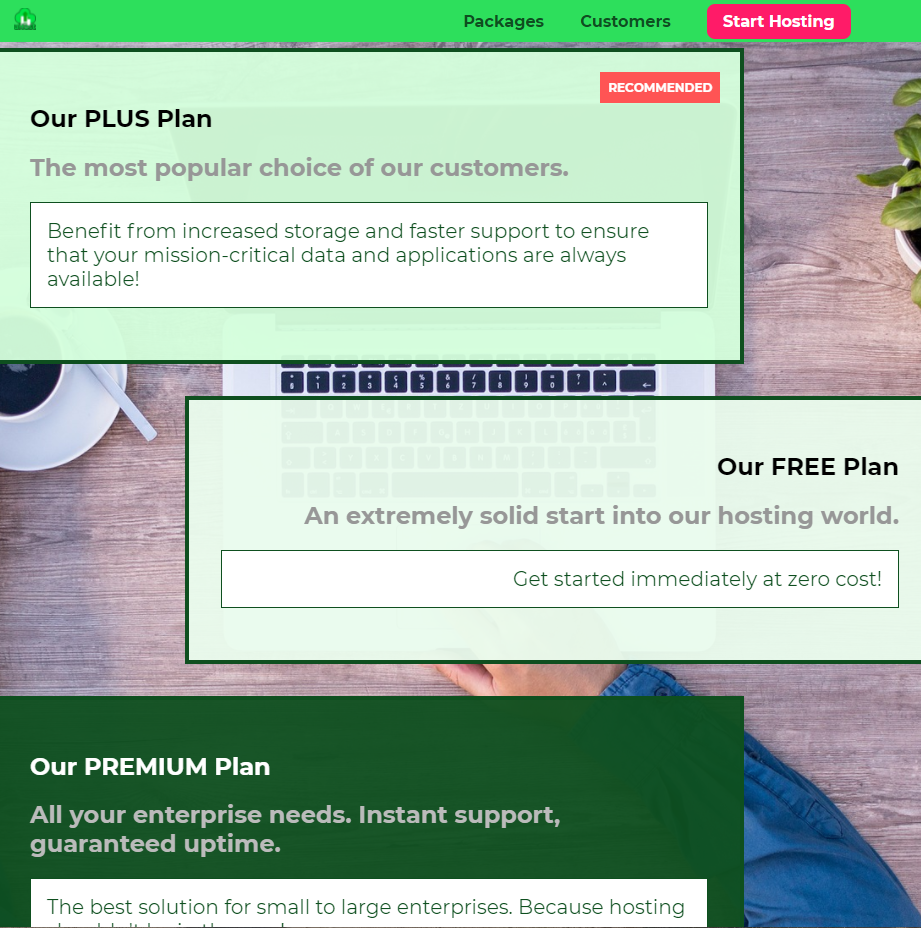 Packages
Customers
Start Hosting
RECOMMENDED
Our PLUS Plan
The most popular choice of our customers.
Benefit from increased storage and faster support to ensure
that your mission-critical data and applications are always
available!
Our FREE Plan
An extremely solid start into our hosting world.
Get started immediately at zero cost!
Our PREMIUM Plan
All your enterprise needs. Instant support,
guaranteed uptime.
The best solution for small to large enterprises. Because hosting